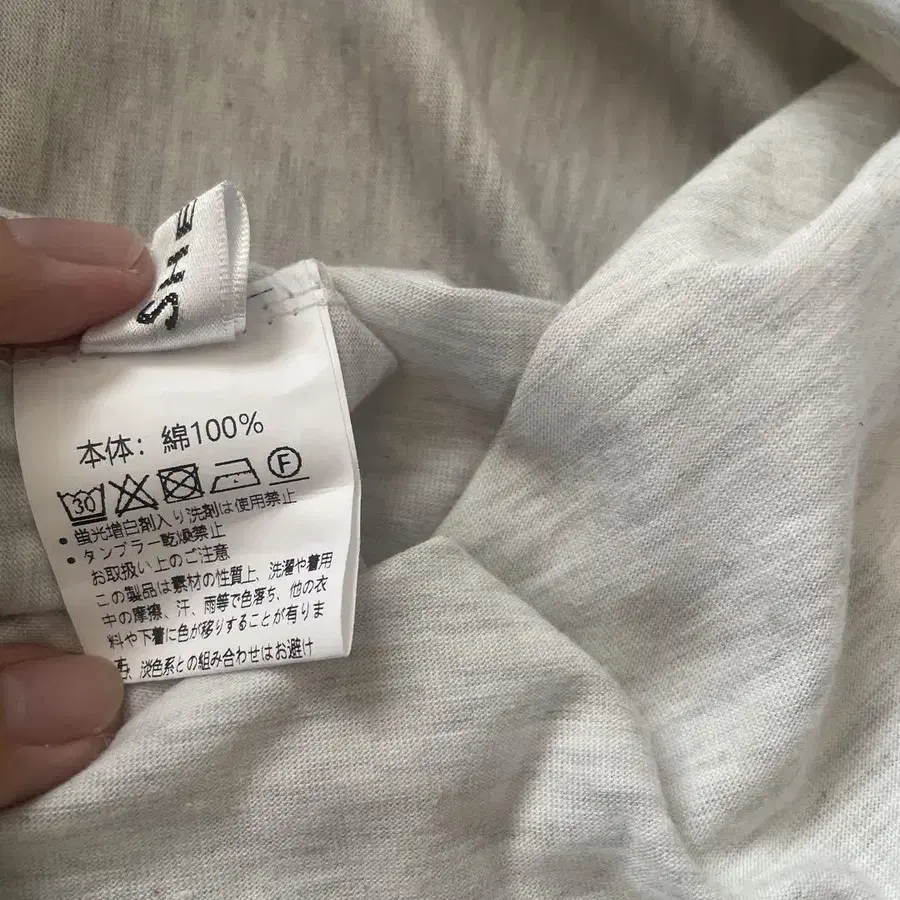 SHE
本体：綿100%
30
F
・蛍光増白剤入り洗剤は使用禁止
・タンブラー乾燥禁止
お取扱い上のご注意
この製品は素材の性質上、洗濯や着用
中の摩擦、汗、雨等で色落ち、他の衣
料や下着に色が移りすることが有りま
淡色系との組み合わせはお避け